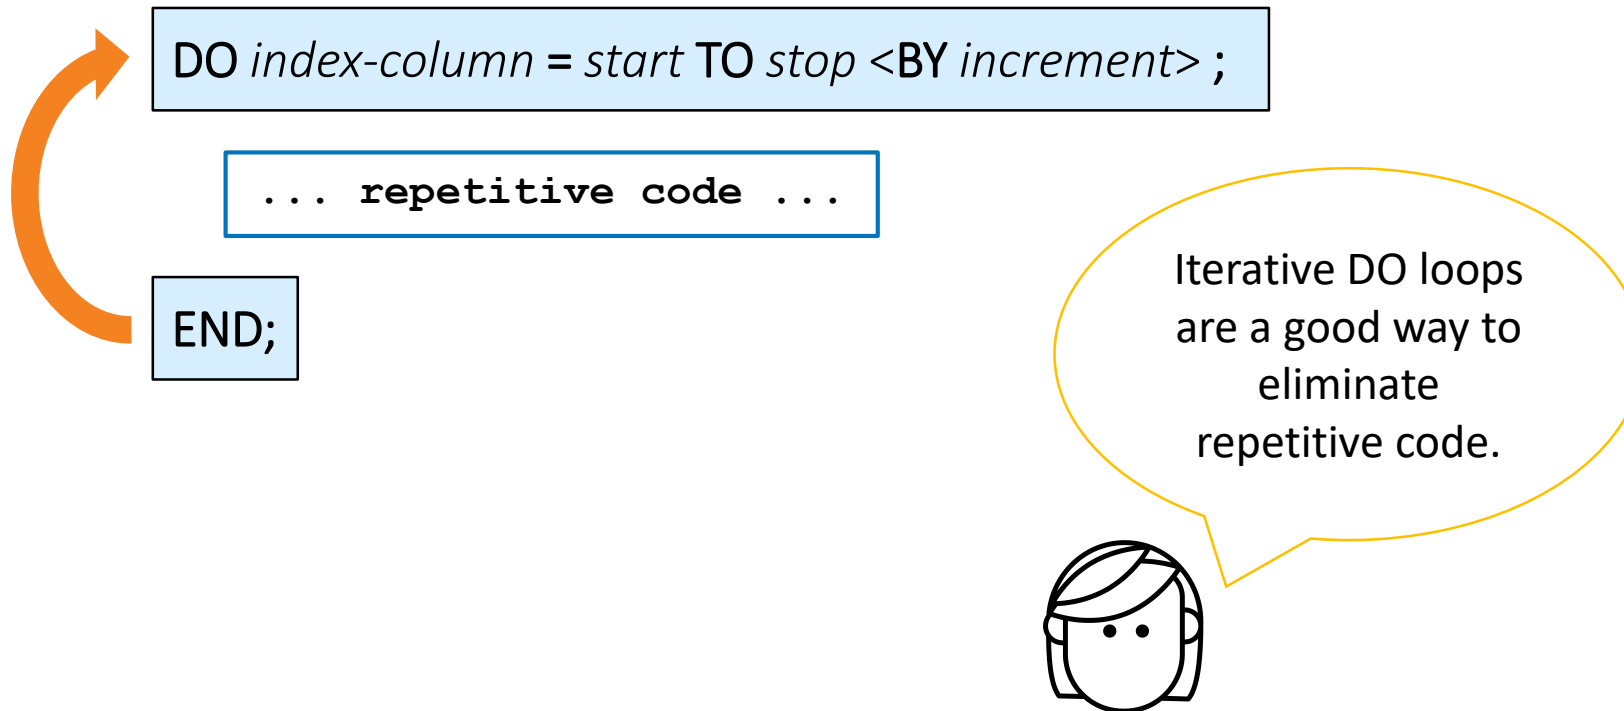 DO index-column = start TO stop <BY increment> ;
... repetitive code ...
END;
Iterative DO loops
are a good way to
eliminate
repetitive code.